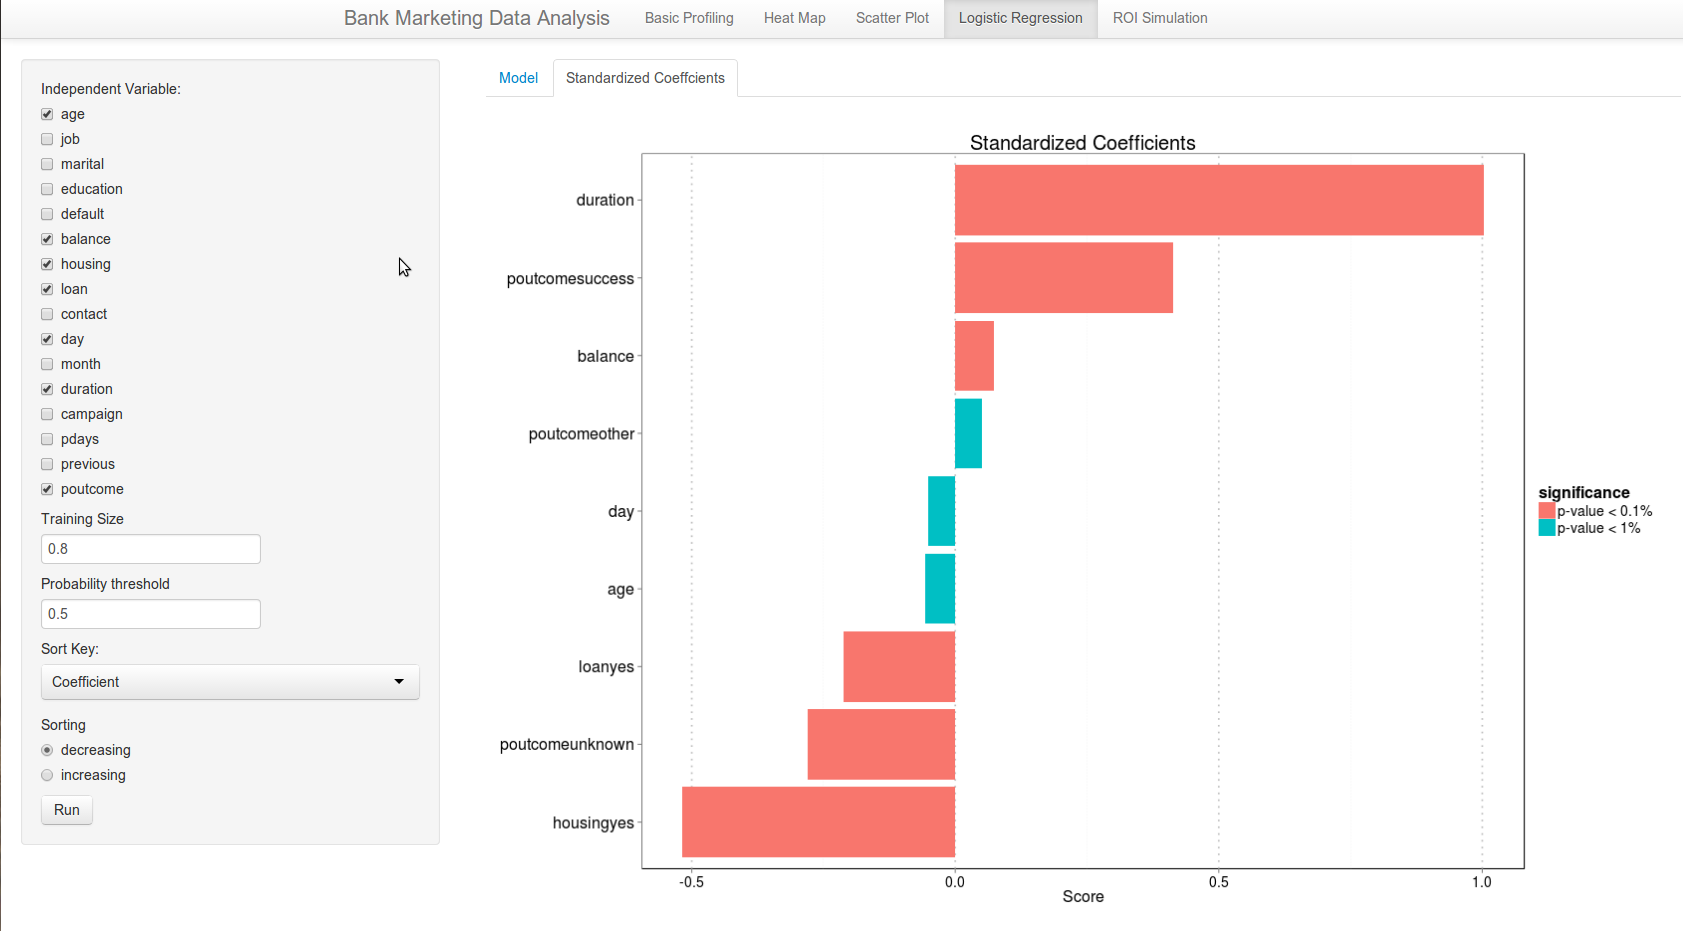 Bank Marketing Data Analysis Basic Profiling Heat Map Scatter Plot Logistic Regression ROI Simulation
Independent Variable:
age
job
marital
education
default
balance
housing
loan
contact
day
month
duration
campaign
pdays
previous
poutcome
Training Size
0.8
Probability threshold
0.5
Sort Key:
Coefficient
Sorting
decreasing
increasing
Run
Model Standardized Coeffcients
Standardized Coefficients
duration
poutcomesuccess
balance
poutcomeother
day
age
loanyes
poutcomeunknown
housingyes
-0.5 0.0 0.5 1.0
Score
significance
p-value < 0.1%
p-value < 1%